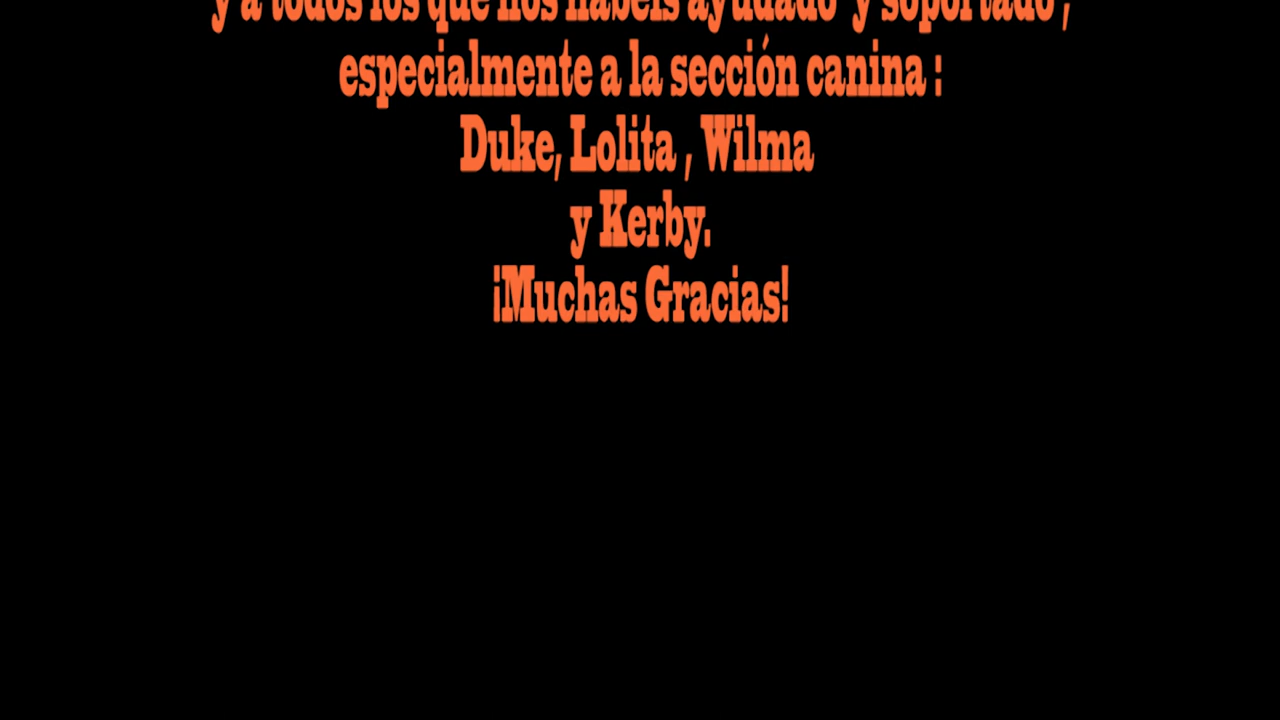 y a todos los que nos habéis ayudado y soportado ,
especialmente a la sección canina :
Duke, Lolita , Wilma
y Kerby.
¡Muchas Gracias!